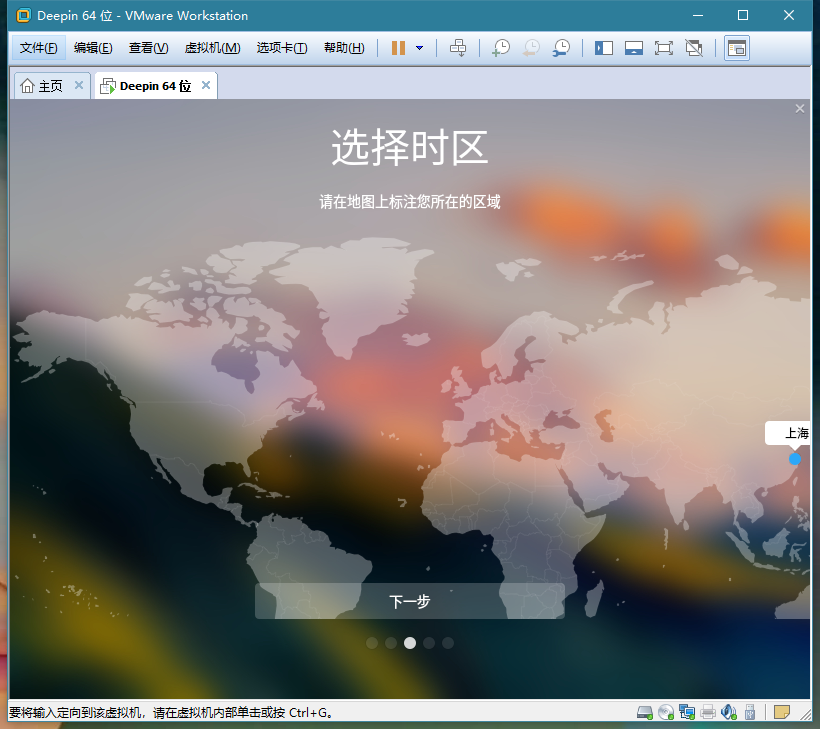 Deepin 64 位 - VMware Workstation
文件(F) 编辑(E) 查看(V) 虚拟机(M) 选项卡(T) 帮助(H)
主页 Deepin 64 位
选择时区
请在地图上标注您所在的区域
上海
下一步
要将输入定向到该虚拟机，请在虚拟机内部单击或按 Ctrl+G。